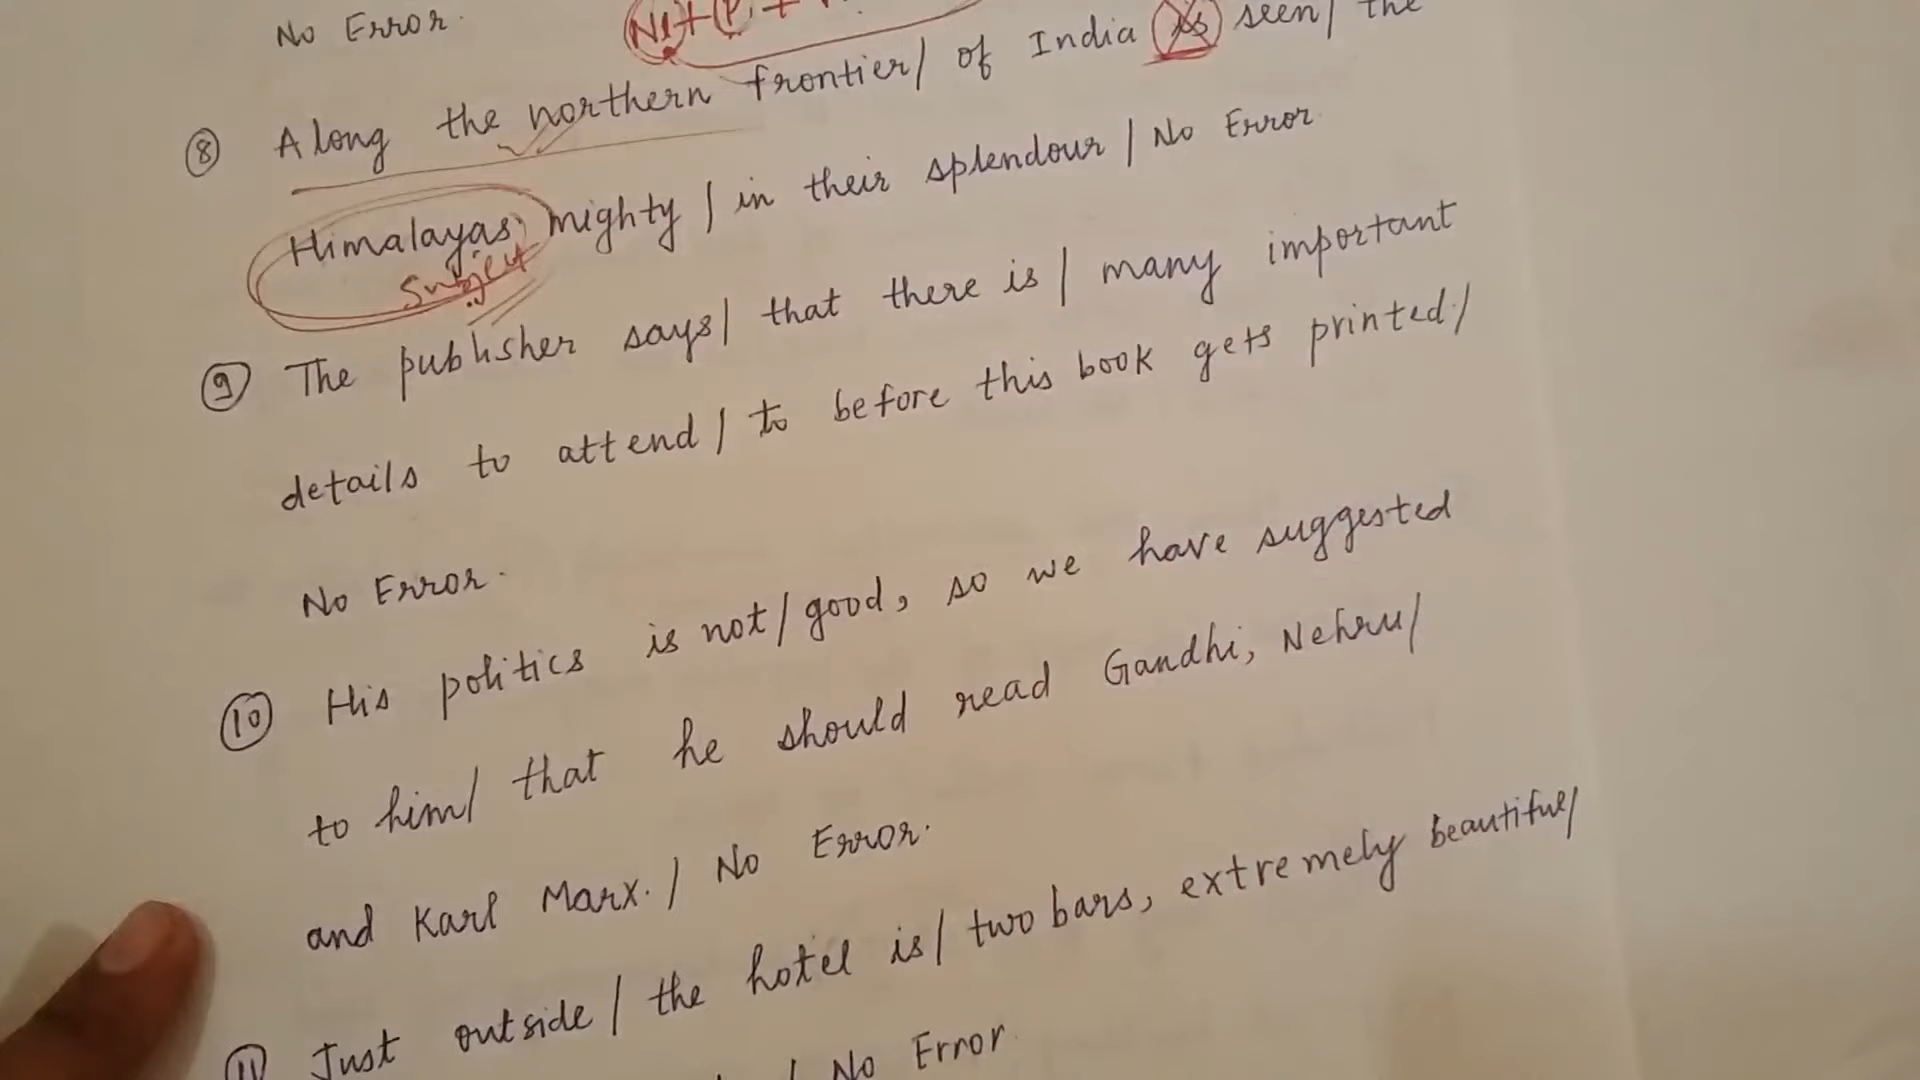 No Error.
⑧ Along the northern frontier/ of India is seen/ the
Himalayas mighty / in their splendour / No Error
Subject
⑨ The publisher says/ that there is / many important
details to attend / to before this book gets printed./
No Error.
⑩ His politics is not / good, so we have suggested
to him/ that he should read Gandhi, Nehru/
and Karl Marx. / No Error.
⑪ Just outside / the hotel is / two bars, extremely beautiful/
/ No Error